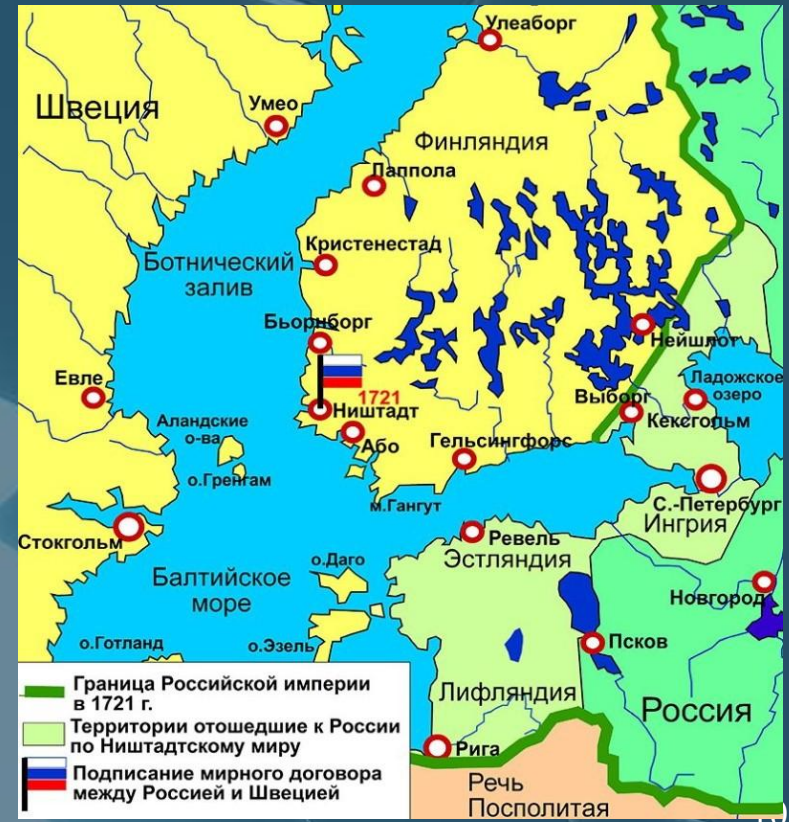 Улеаборг
Швеция
Умео
Финляндия
Лаппола
Кристенестад
Ботнический
залив
Бьорнборг
Нейшлот
Евле
1721
Ништадт
Выборг
Ладожское
озеро
Кексгольм
Аландские
о-ва
Або
Гельсингфорс
о.Гренгам
м.Гангут
С.-Петербург
Ингрия
Стокгольм
Ревель
Эстляндия
о.Даго
Балтийское
море
Новгород
о.Готланд
о.Эзель
Псков
Лифляндия
Россия
Рига
Речь
Посполитая
Граница Российской империи
в 1721 г.
Территории отошедшие к России
по Ништадтскому миру
Подписание мирного договора
между Россией и Швецией